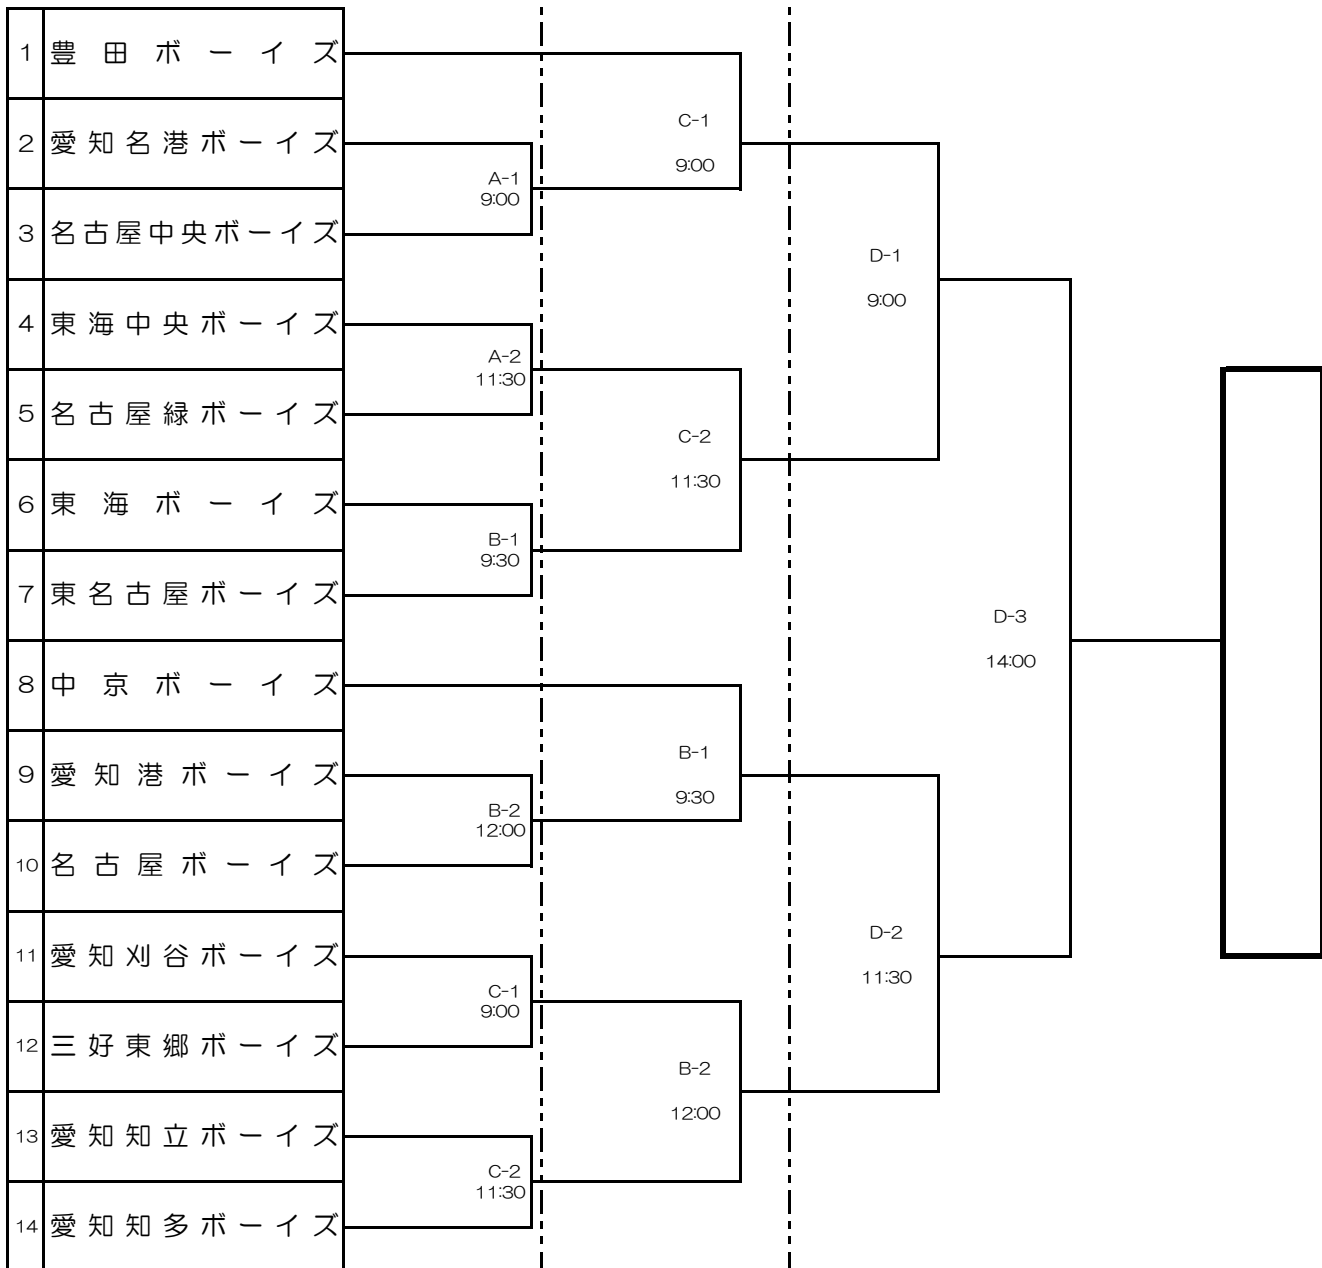 1 豊田ボーイズ
C-1
2 愛知名港ボーイズ
9:00
A-1
9:00
3 名古屋中央ボーイズ
D-1
9:00
4 東海中央ボーイズ
A-2
11:30
5 名古屋緑ボーイズ
C-2
11:30
6 東海ボーイズ
B-1
9:30
7 東名古屋ボーイズ
D-3
14:00
8 中京ボーイズ
B-1
9:30
9 愛知港ボーイズ
B-2
12:00
10 名古屋ボーイズ
D-2
11:30
11 愛知刈谷ボーイズ
C-1
9:00
12 三好東郷ボーイズ
B-2
12:00
13 愛知知立ボーイズ
C-2
11:30
14 愛知知多ボーイズ